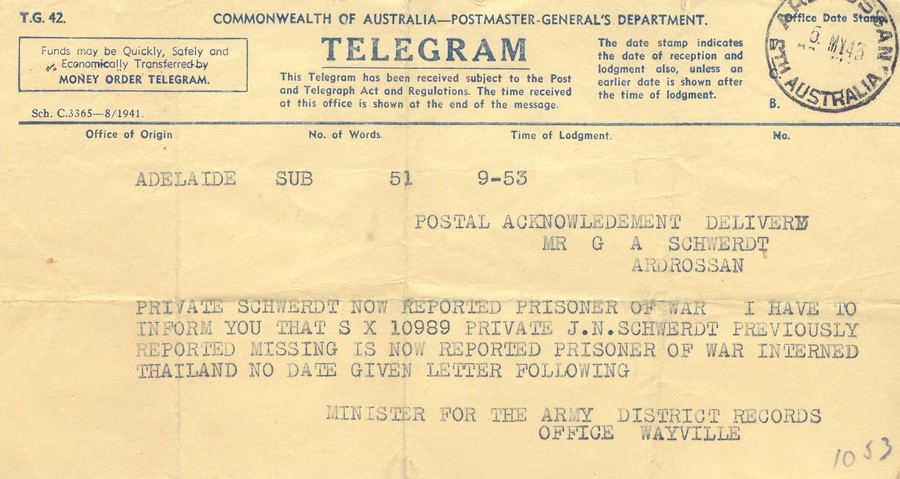 T.G. 42.
COMMONWEALTH OF AUSTRALIA—POSTMASTER-GENERAL'S DEPARTMENT.
Office Date Stamp
TELEGRAM
Funds may be Quickly, Safely and
Economically Transferred by
MONEY ORDER TELEGRAM.
This Telegram has been received subject to the Post
and Telegraph Act and Regulations. The time received
at this office is shown at the end of the message.
The date stamp indicates
the date of reception and
lodgment also, unless an
earlier date is shown after
the time of lodgment.
ARDROSSAN
5 MY 43
STH AUSTRALIA
B.
Sch. C.3365—8/1941.
Office of Origin No. of Words. Time of Lodgment. No.
ADELAIDE SUB 51 9-53
POSTAL ACKNOWLEDEMENT DELIVERY
MR G A SCHWERDT
ARDROSSAN
PRIVATE SCHWERDT NOW REPORTED PRISONER OF WAR I HAVE TO
INFORM YOU THAT S X 10989 PRIVATE J.N.SCHWERDT PREVIOUSLY
REPORTED MISSING IS NOW REPORTED PRISONER OF WAR INTERNED
THAILAND NO DATE GIVEN LETTER FOLLOWING
MINISTER FOR THE ARMY DISTRICT RECORDS
OFFICE WAYVILLE
1053